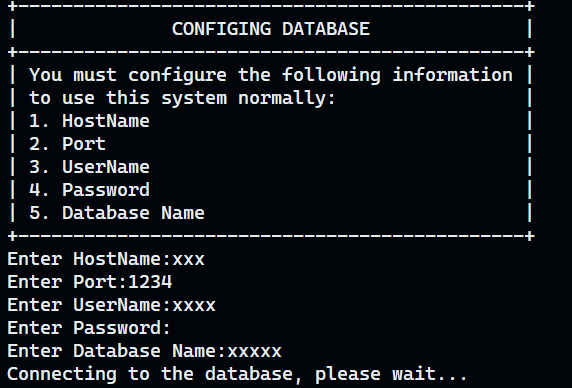 +----------------------------------------------+
|              CONFIGING DATABASE              |
+----------------------------------------------+
| You must configure the following information |
| to use this system normally:                 |
| 1. HostName                                  |
| 2. Port                                      |
| 3. UserName                                  |
| 4. Password                                  |
| 5. Database Name                             |
+----------------------------------------------+
Enter HostName:xxx
Enter Port:1234
Enter UserName:xxxx
Enter Password:
Enter Database Name:xxxxx
Connecting to the database, please wait...